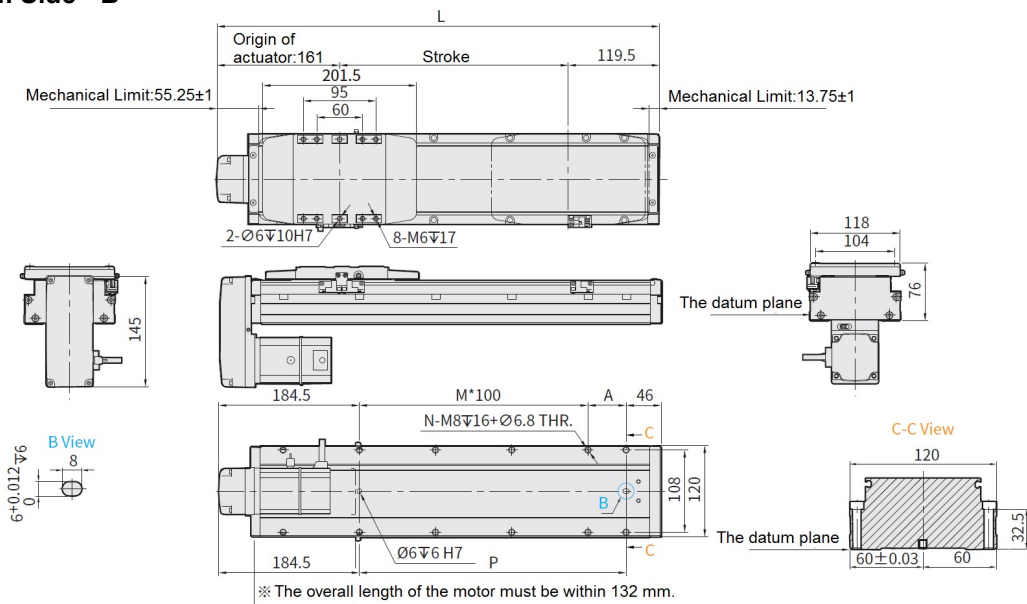 L
Origin of
actuator:161
Stroke
119.5
201.5
Mechanical Limit:55.25±1
95
Mechanical Limit:13.75±1
60
2-Ø6↧10H7
8-M6↧17
118
104
The datum plane
76
145
184.5
M*100
A
46
N-M8↧16+Ø6.8 THR.
C
B View
8
6+0.012↧6
0
B
108
120
C-C View
120
The datum plane
32.5
60±0.03
60
Ø6↧6 H7
C
184.5
P
※ The overall length of the motor must be within 132 mm.